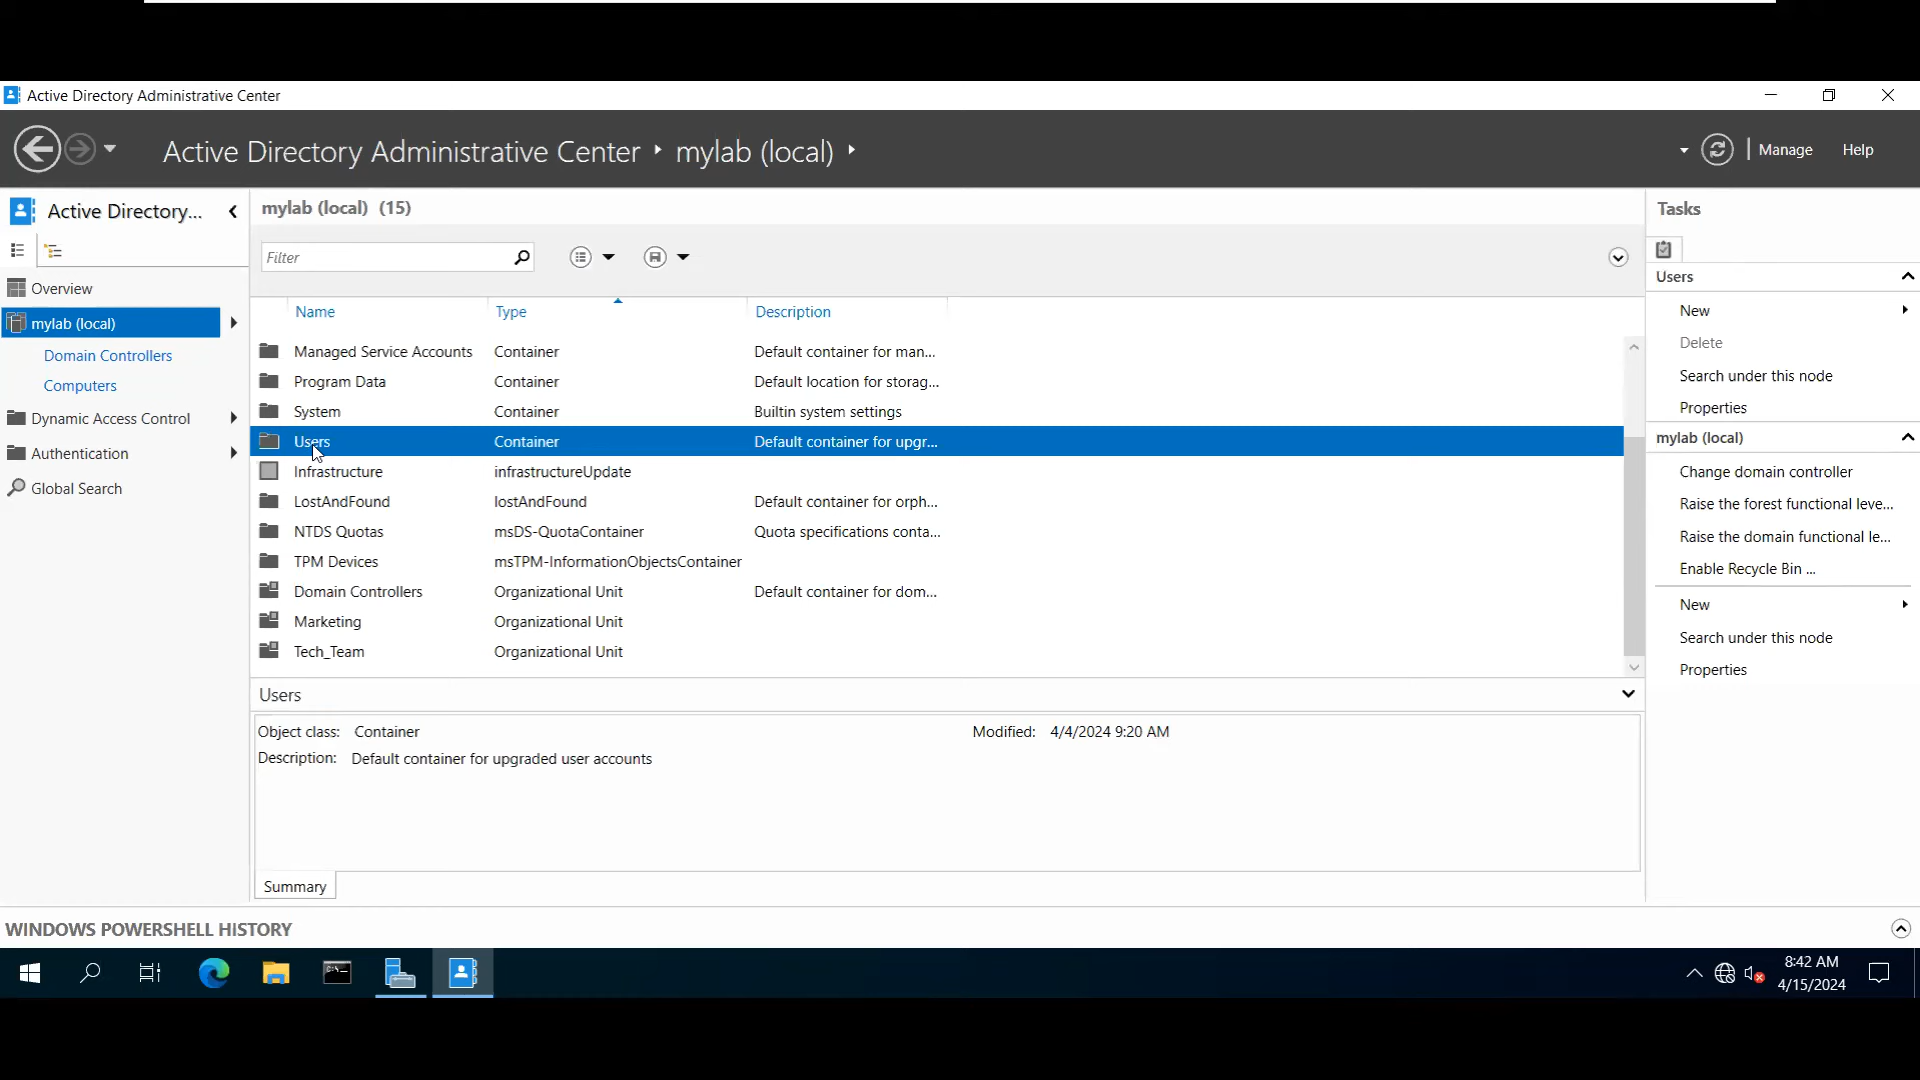 Active Directory Administrative Center
Active Directory Administrative Center mylab (local)
Manage
Help
Active Directory...
Overview
mylab (local)
Domain Controllers
Computers
Dynamic Access Control
Authentication
Global Search
mylab (local) (15)
Filter
Name Type Description
Managed Service Accounts Container Default container for man...
Program Data Container Default location for storag...
System Container Builtin system settings
Users Container Default container for upgr...
Infrastructure infrastructureUpdate
LostAndFound lostAndFound Default container for orph...
NTDS Quotas msDS-QuotaContainer Quota specifications conta...
TPM Devices msTPM-InformationObjectsContainer
Domain Controllers Organizational Unit Default container for dom...
Marketing Organizational Unit
Tech_Team Organizational Unit
Users
Object class: Container Modified: 4/4/2024 9:20 AM
Description: Default container for upgraded user accounts
Summary
Tasks
Users
New
Delete
Search under this node
Properties
mylab (local)
Change domain controller
Raise the forest functional leve...
Raise the domain functional le...
Enable Recycle Bin ...
New
Search under this node
Properties
WINDOWS POWERSHELL HISTORY
8:42 AM
4/15/2024